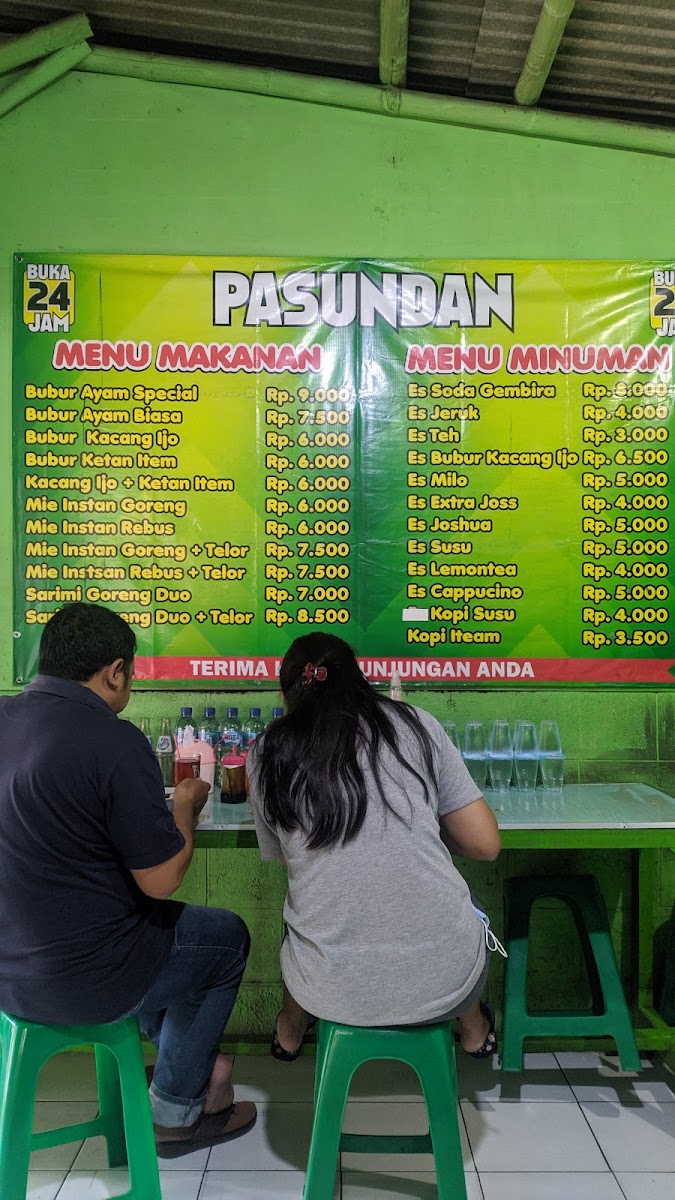 BUKA
24
JAM
PASUNDAN
MENU MAKANAN
Bubur Ayam Special Rp. 9.000
Bubur Ayam Biasa Rp. 7.500
Bubur Kacang Ijo Rp. 6.000
Bubur Ketan Item Rp. 6.000
Kacang Ijo + Ketan Item Rp. 6.000
Mie Instan Goreng Rp. 6.000
Mie Instan Rebus Rp. 6.000
Mie Instan Goreng + Telor Rp. 7.500
Mie Instsan Rebus + Telor Rp. 7.500
Sarimi Goreng Duo Rp. 7.000
Duo + Telor Rp. 8.500
MENU MINUMAN
Es Soda Gembira Rp. 8.000
Es Jeruk Rp. 4.000
Es Teh Rp. 3.000
Es Bubur Kacang Ijo Rp. 6.500
Es Milo Rp. 5.000
Es Extra Joss Rp. 4.000
Es Joshua Rp. 5.000
Es Susu Rp. 5.000
Es Lemontea Rp. 4.000
Es Cappucino Rp. 5.000
Kopi Susu Rp. 4.000
Kopi Iteam Rp. 3.500
TERIMA UNJUNGAN ANDA